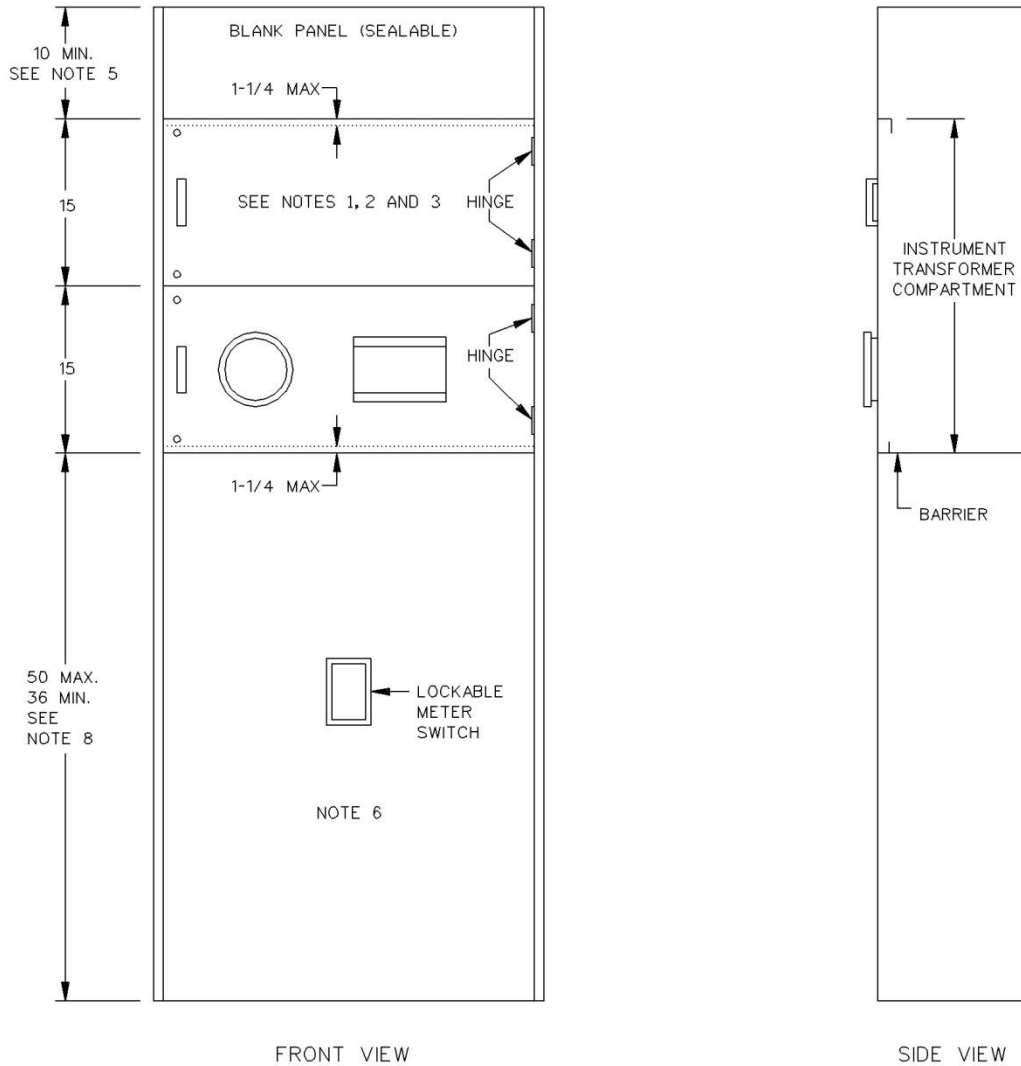 BLANK PANEL (SEALABLE)
10 MIN.
SEE NOTE 5
1-1/4 MAX
15
SEE NOTES 1, 2 AND 3
HINGE
INSTRUMENT
TRANSFORMER
COMPARTMENT
15
HINGE
1-1/4 MAX
BARRIER
50 MAX.
36 MIN.
SEE
NOTE 8
LOCKABLE
METER
SWITCH
NOTE 6
FRONT VIEW
SIDE VIEW